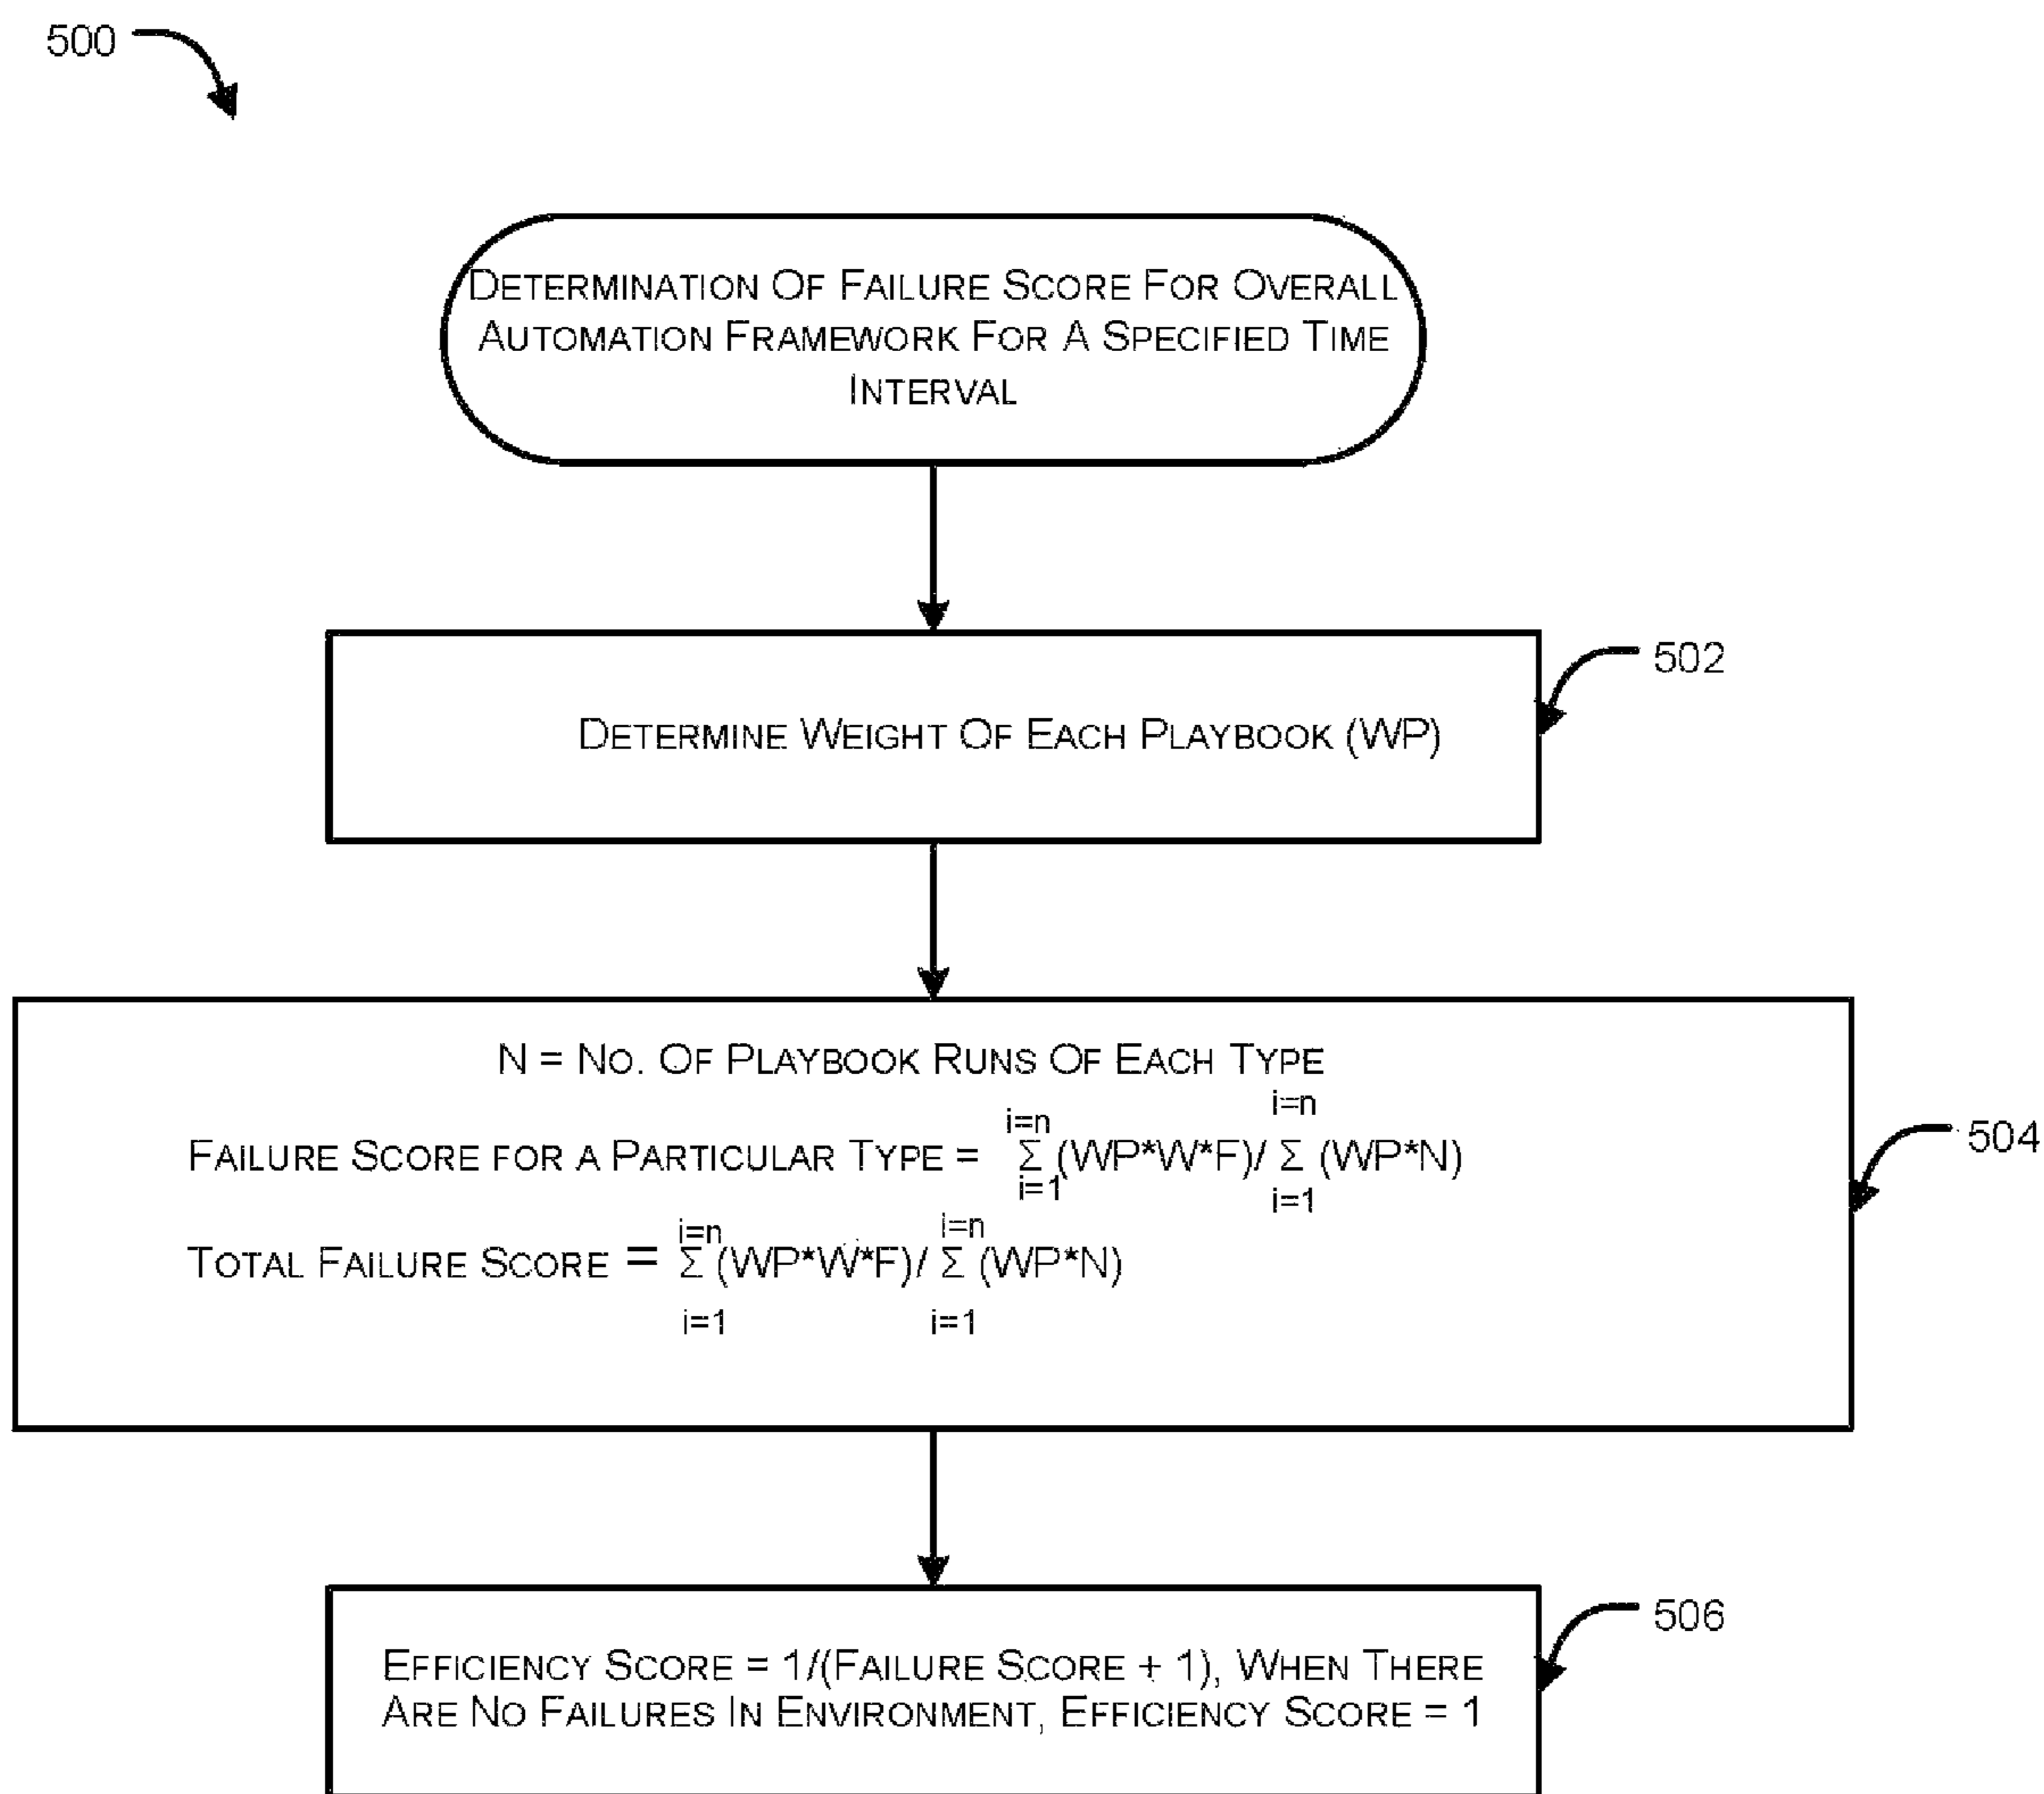 500
DETERMINATION OF FAILURE SCORE FOR OVERALL
AUTOMATION FRAMEWORK FOR A SPECIFIED TIME
INTERVAL
502
DETERMINE WEIGHT OF EACH PLAYBOOK (WP)
N = NO. OF PLAYBOOK RUNS OF EACH TYPE
i=n i=n
FAILURE SCORE FOR A PARTICULAR TYPE = Σ (WP*W*F)/ Σ (WP*N)
i=1 i=1
504
i=n i=n
TOTAL FAILURE SCORE = Σ (WP*W*F)/ Σ (WP*N)
i=1 i=1
506
EFFICIENCY SCORE = 1/(FAILURE SCORE + 1), WHEN THERE
ARE NO FAILURES IN ENVIRONMENT, EFFICIENCY SCORE = 1